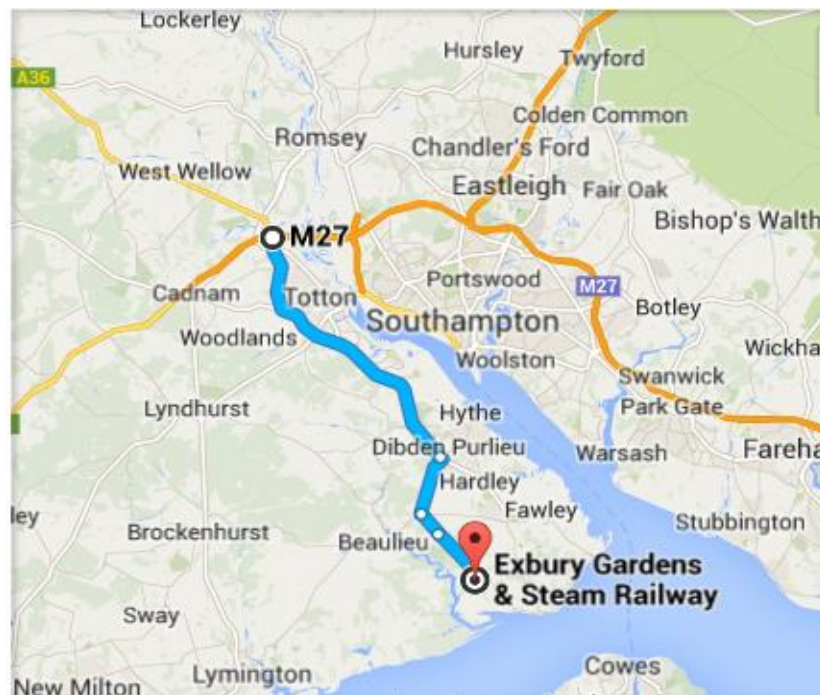 Lockerley
Hursley
Twyford
A36
Colden Common
Romsey
Chandler's Ford
West Wellow
Eastleigh
Fair Oak
Bishop's Walth
M27
Portswood
M27
Cadnam
Totton
Botley
Southampton
Woodlands
Woolston
Wickha
Swanwick
Lyndhurst
Hythe
Park Gate
Dibden Purlieu
Warsash
Fareha
Hardley
ley
Fawley
Stubbington
Brockenhurst
Beaulieu
Exbury Gardens
& Steam Railway
Sway
Lymington
Cowes
New Milton